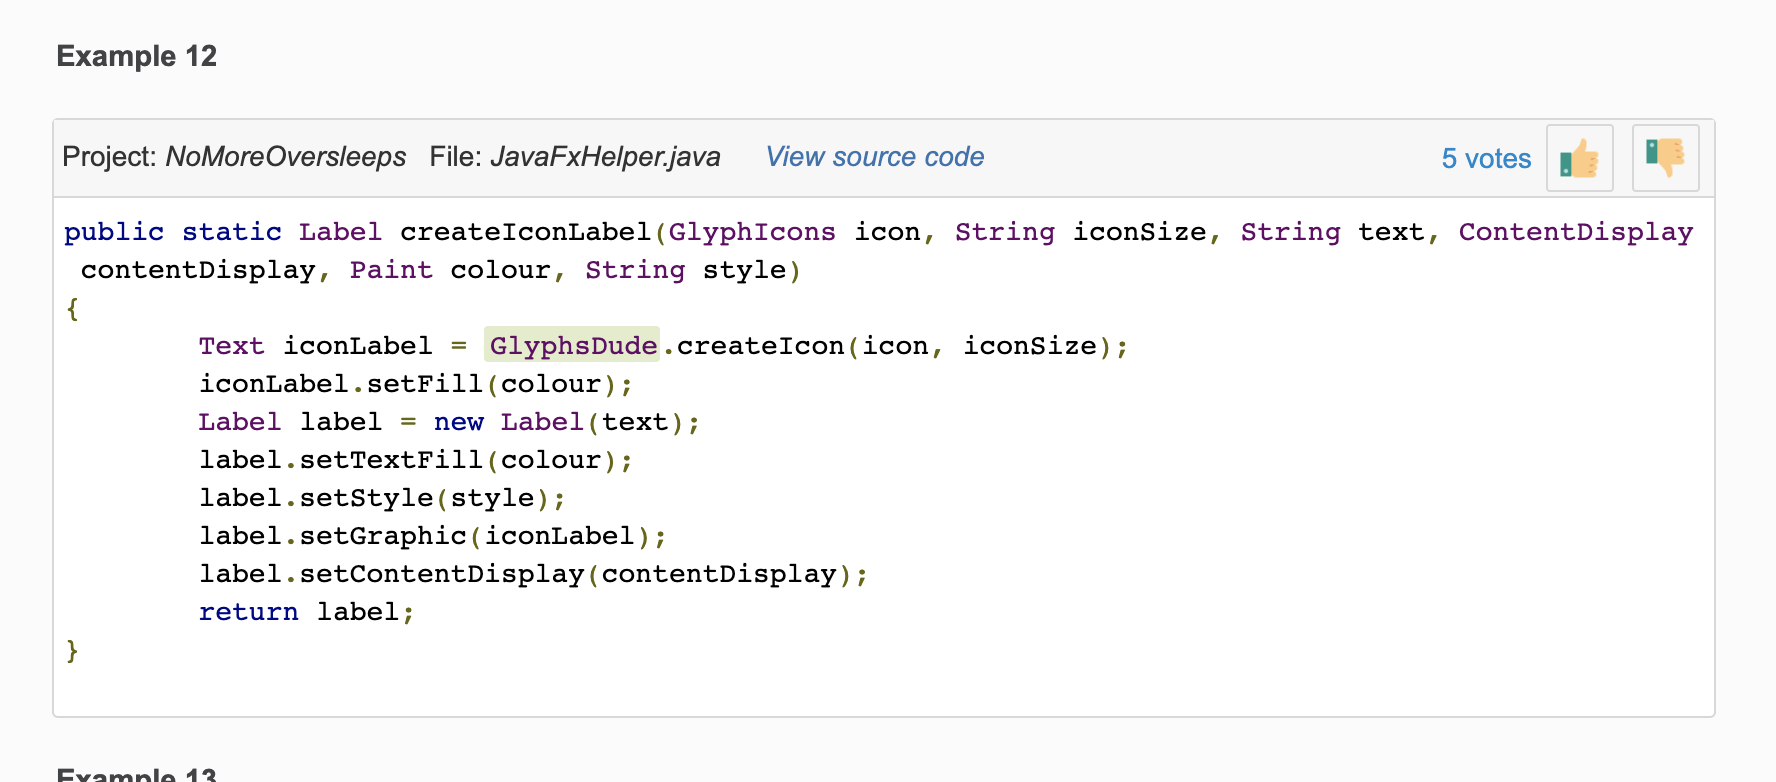 Example 12
Project: NoMoreOversleeps File: JavaFxHelper.java View source code 5 votes
public static Label createIconLabel(GlyphIcons icon, String iconSize, String text, ContentDisplay
contentDisplay, Paint colour, String style)
{
Text iconLabel = GlyphsDude.createIcon(icon, iconSize);
iconLabel.setFill(colour);
Label label = new Label(text);
label.setTextFill(colour);
label.setStyle(style);
label.setGraphic(iconLabel);
label.setContentDisplay(contentDisplay);
return label;
}
Example 13